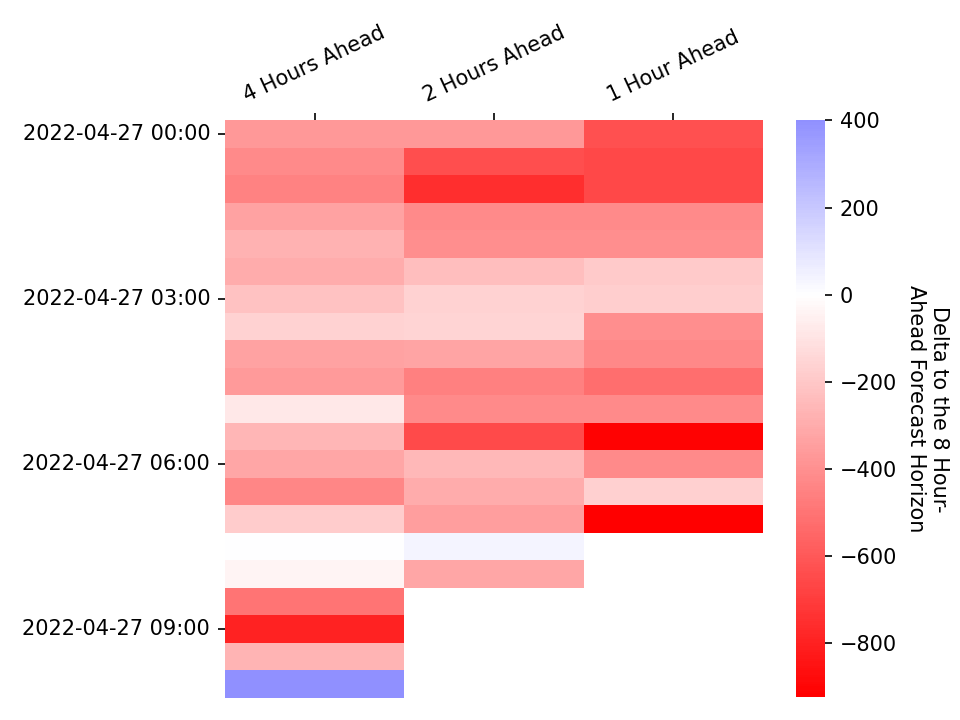 4 Hours Ahead
2 Hours Ahead
1 Hour Ahead
2022-04-27 00:00
2022-04-27 03:00
2022-04-27 06:00
2022-04-27 09:00
400
200
0
−200
−400
−600
−800
Delta to the 8 Hour-
Ahead Forecast Horizon